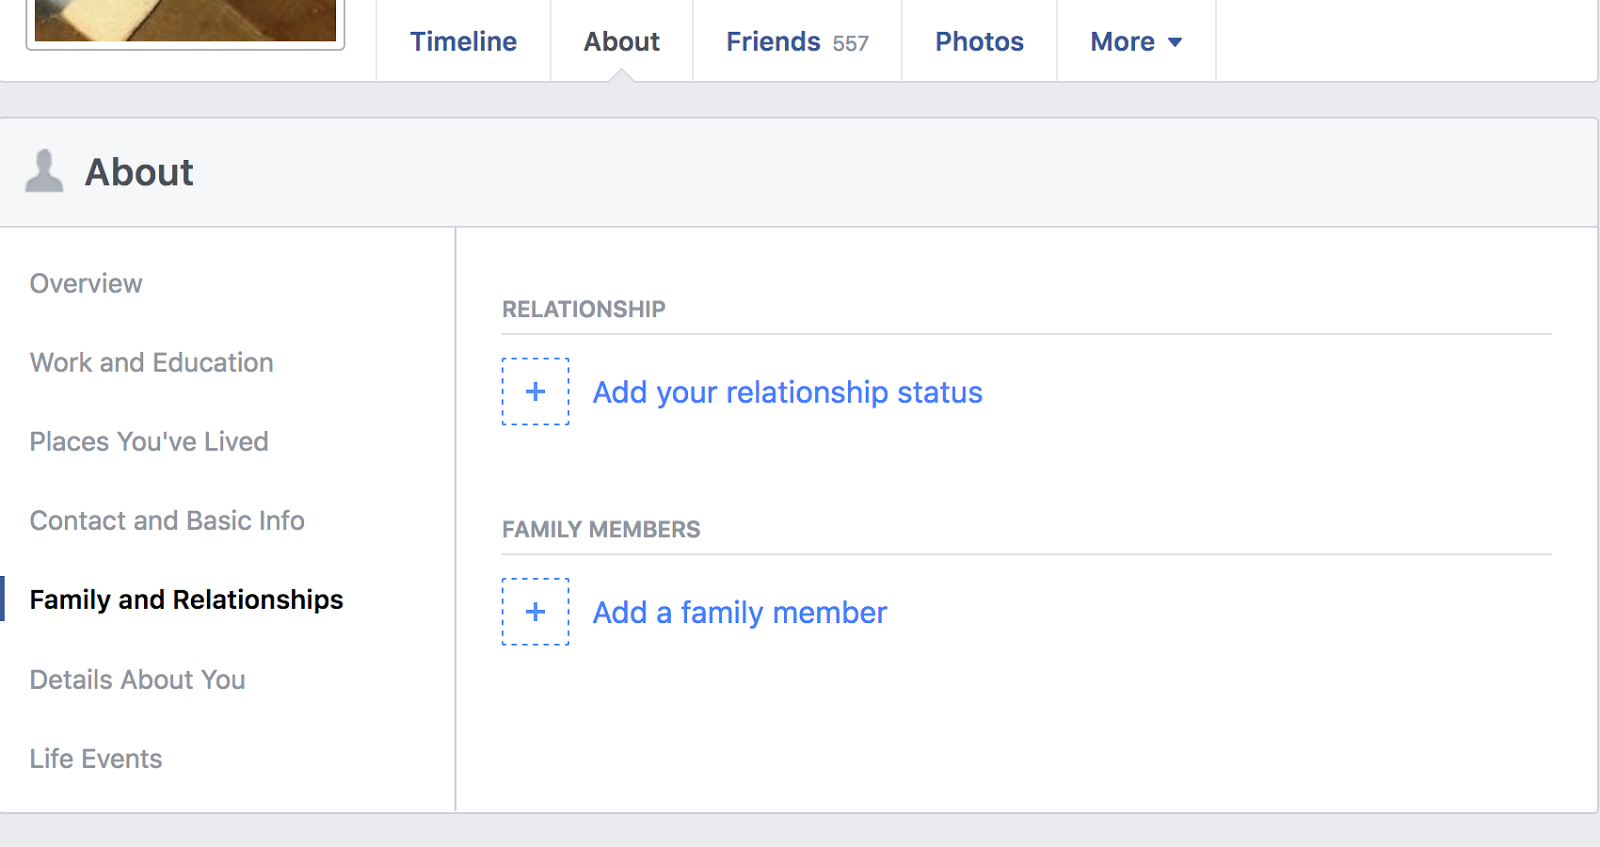 Timeline About Friends 557 Photos More
About
Overview
Work and Education
Places You've Lived
Contact and Basic Info
Family and Relationships
Details About You
Life Events
RELATIONSHIP
+ Add your relationship status
FAMILY MEMBERS
+ Add a family member